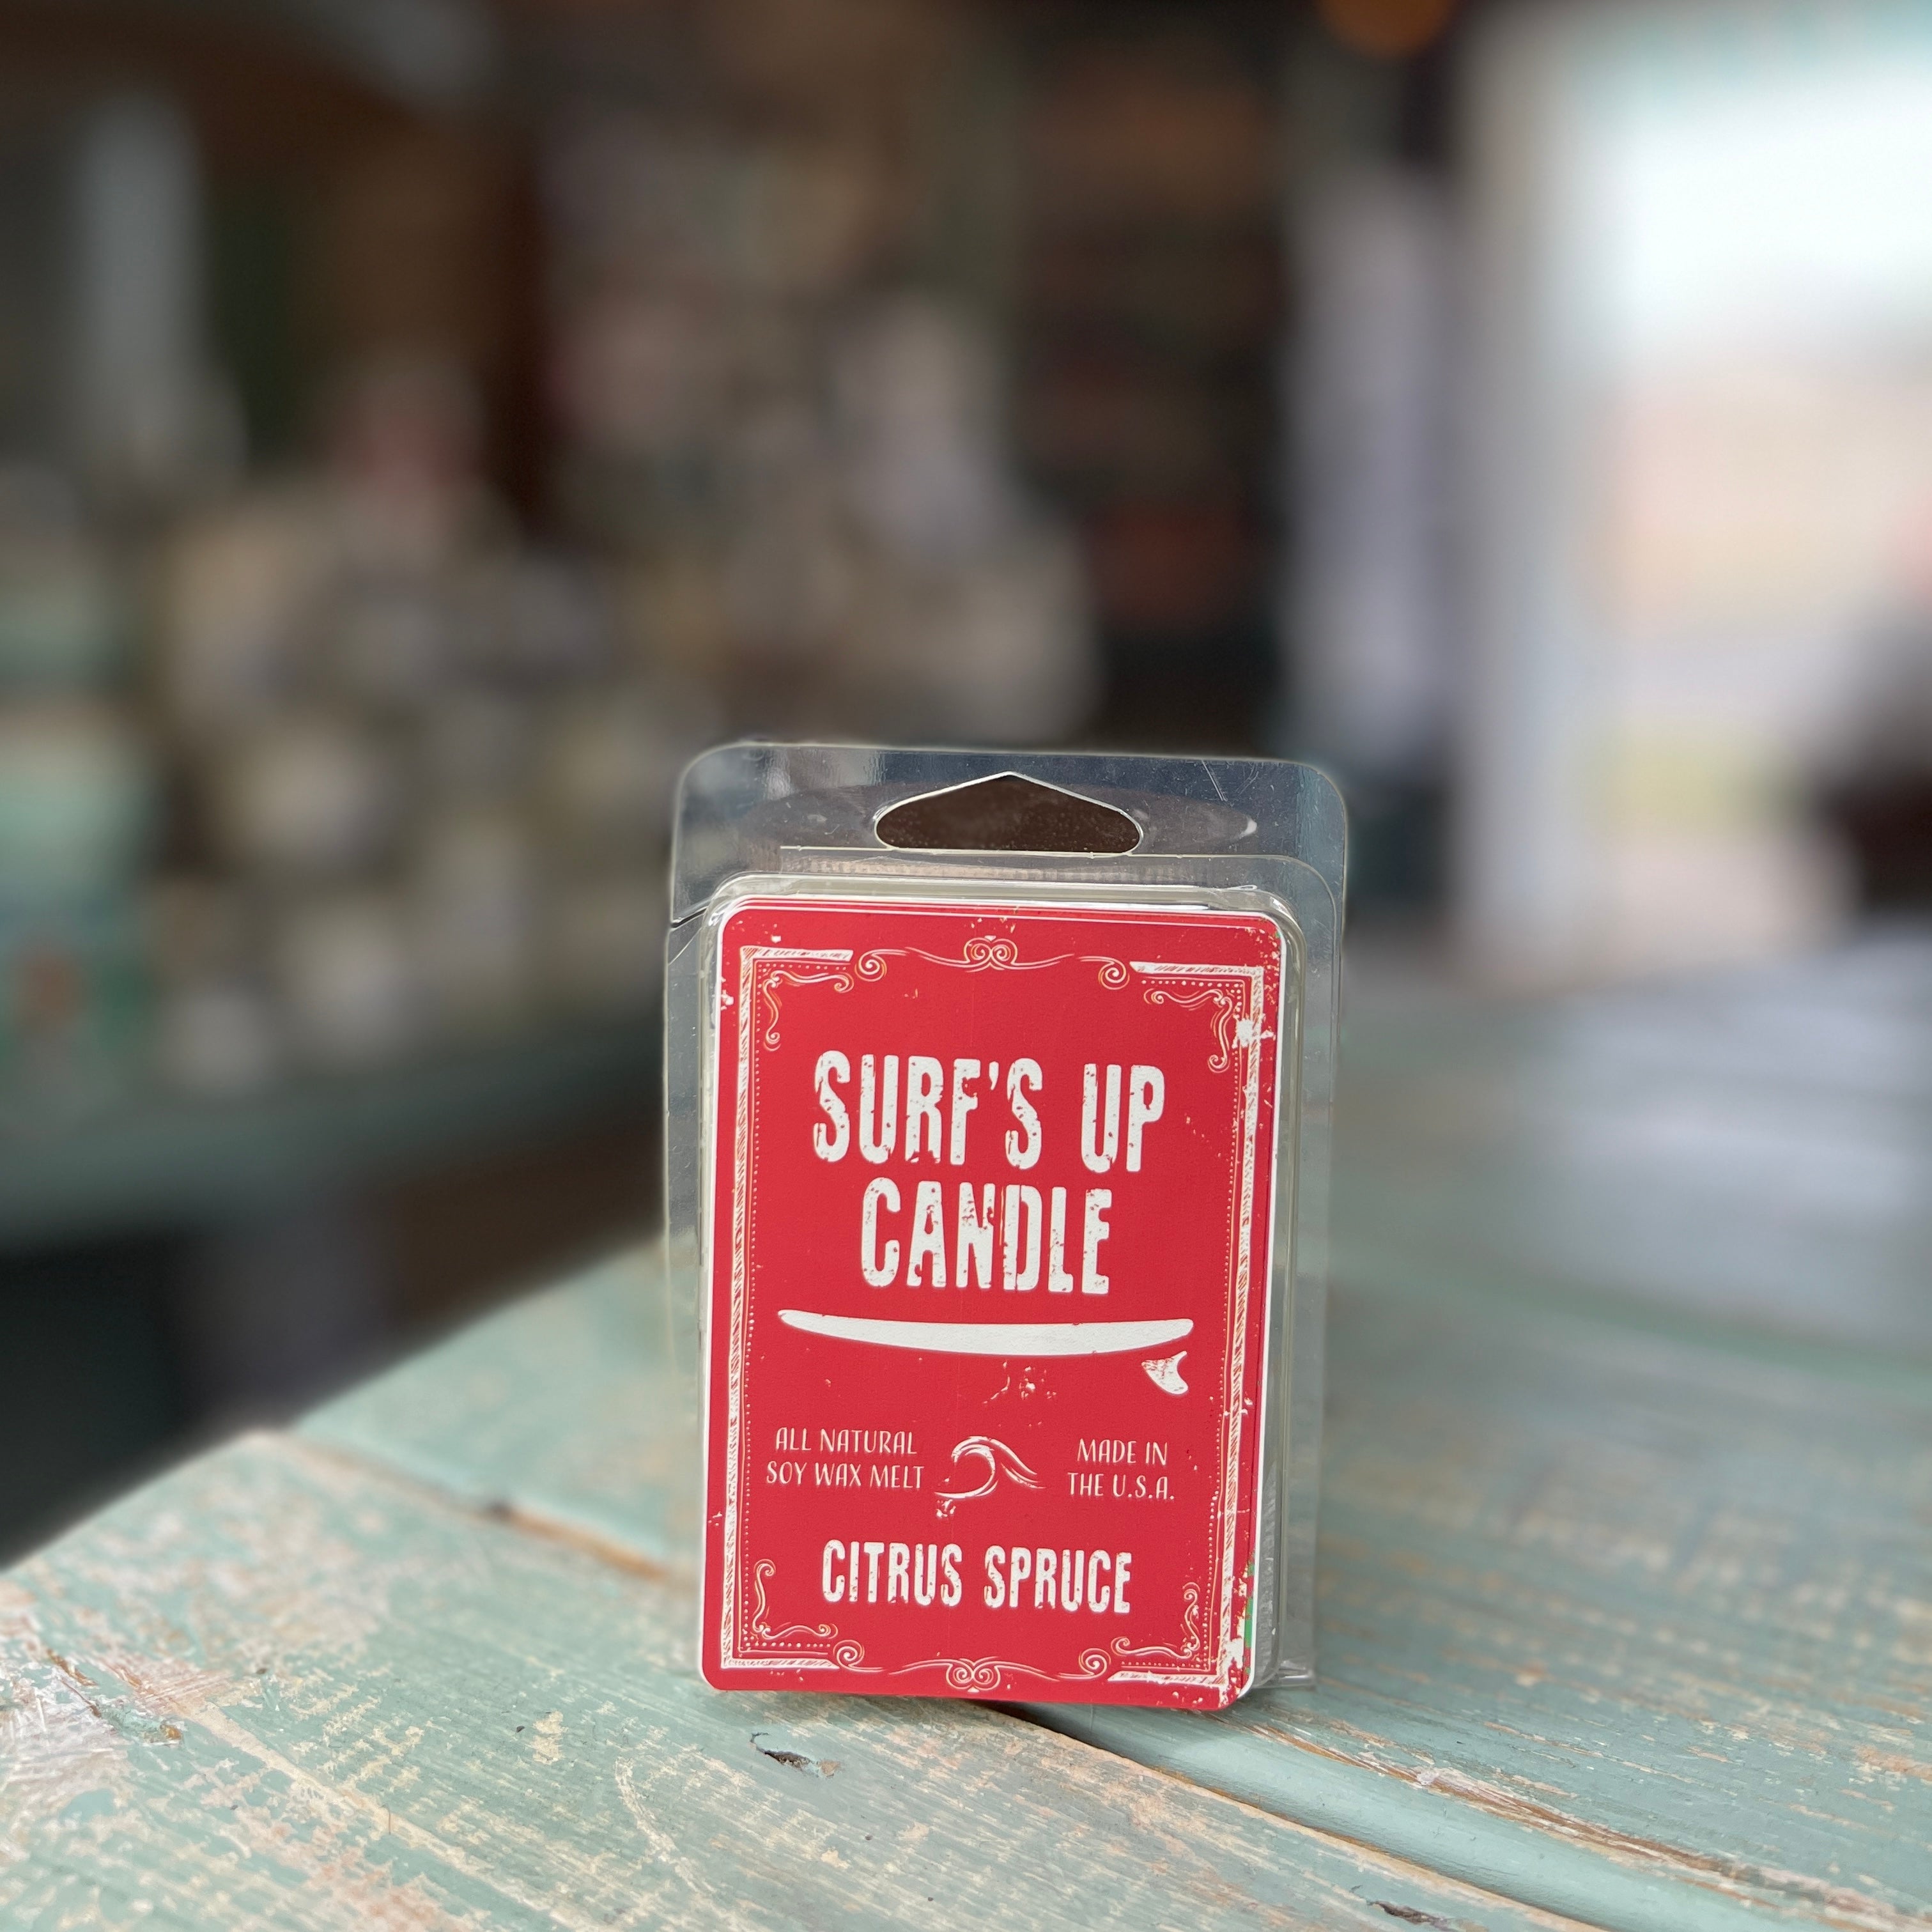 SURF'S UP
CANDLE
ALL NATURAL
SOY WAX MELT
MADE IN
THE U.S.A.
CITRUS SPRUCE